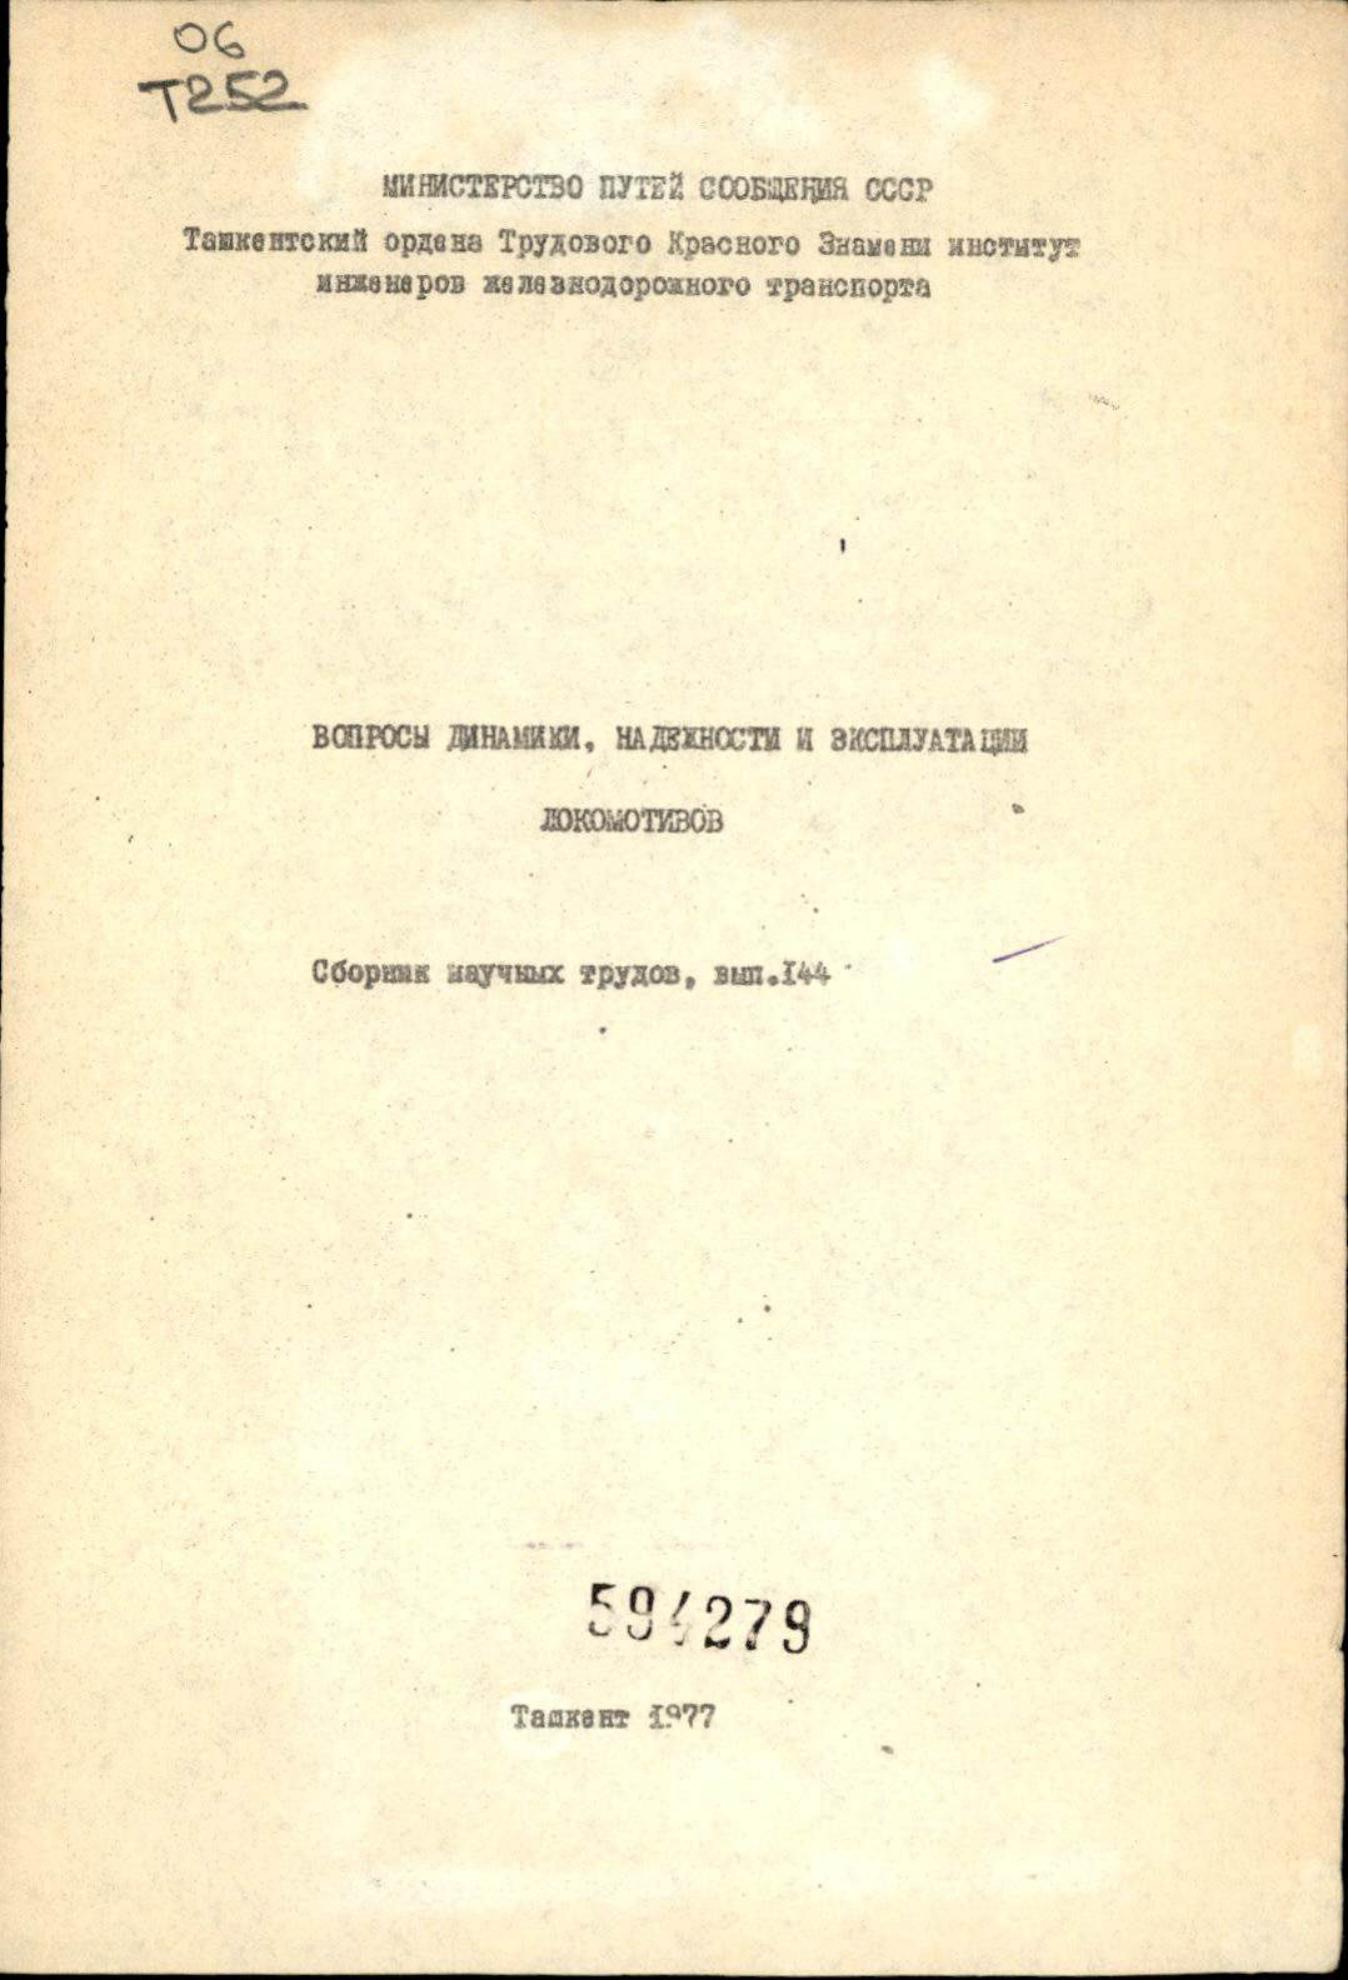 06
Т252
МИНИСТЕРСТВО ПУТЕЙ СООБЩЕНИЯ СССР
Ташкентский ордена Трудового Красного Знамени институт
инженеров железнодорожного транспорта
ВОПРОСЫ ДИНАМИКИ, НАДЕЖНОСТИ И ЭКСПЛУАТАЦИИ
ЛОКОМОТИВОВ
Сборник научных трудов, вып.I44
594279
Ташкент 1977